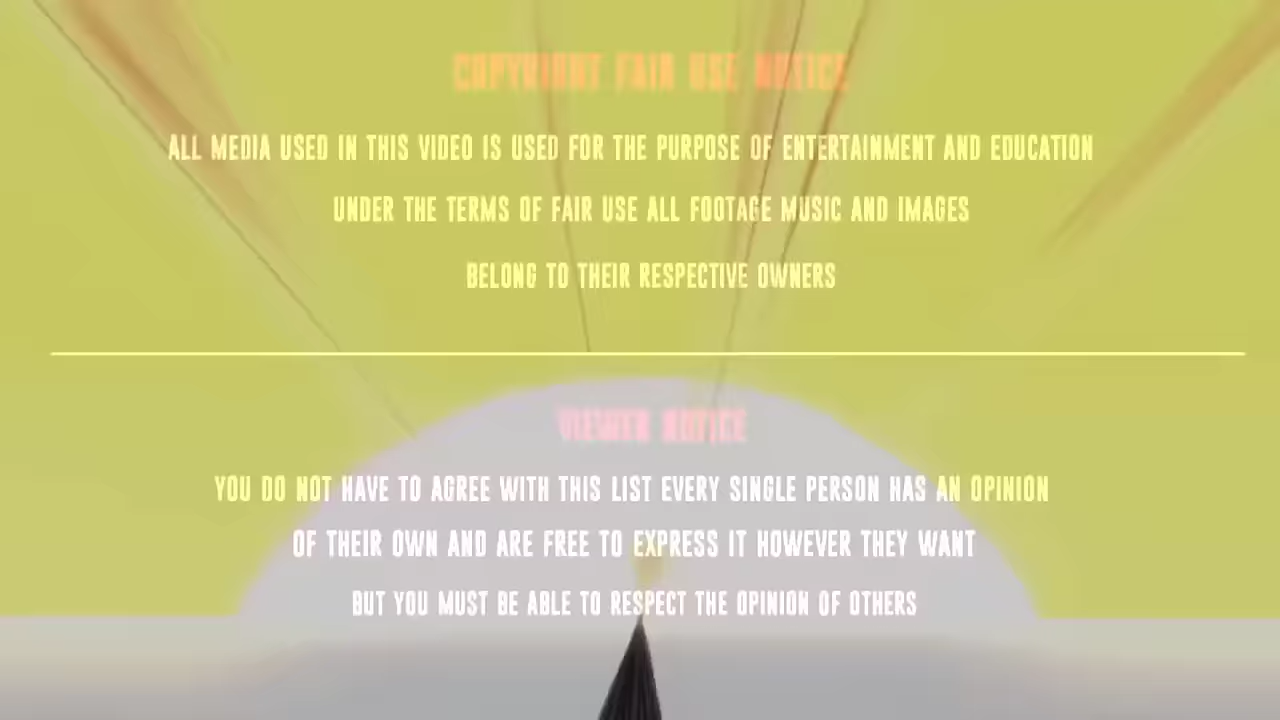 COPYRIGHT FAIR USE NOTICE
ALL MEDIA USED IN THIS VIDEO IS USED FOR THE PURPOSE OF ENTERTAINMENT AND EDUCATION
UNDER THE TERMS OF FAIR USE ALL FOOTAGE MUSIC AND IMAGES
BELONG TO THEIR RESPECTIVE OWNERS
VIEWER NOTICE
YOU DO NOT HAVE TO AGREE WITH THIS LIST EVERY SINGLE PERSON HAS AN OPINION
OF THEIR OWN AND ARE FREE TO EXPRESS IT HOWEVER THEY WANT
BUT YOU MUST BE ABLE TO RESPECT THE OPINION OF OTHERS